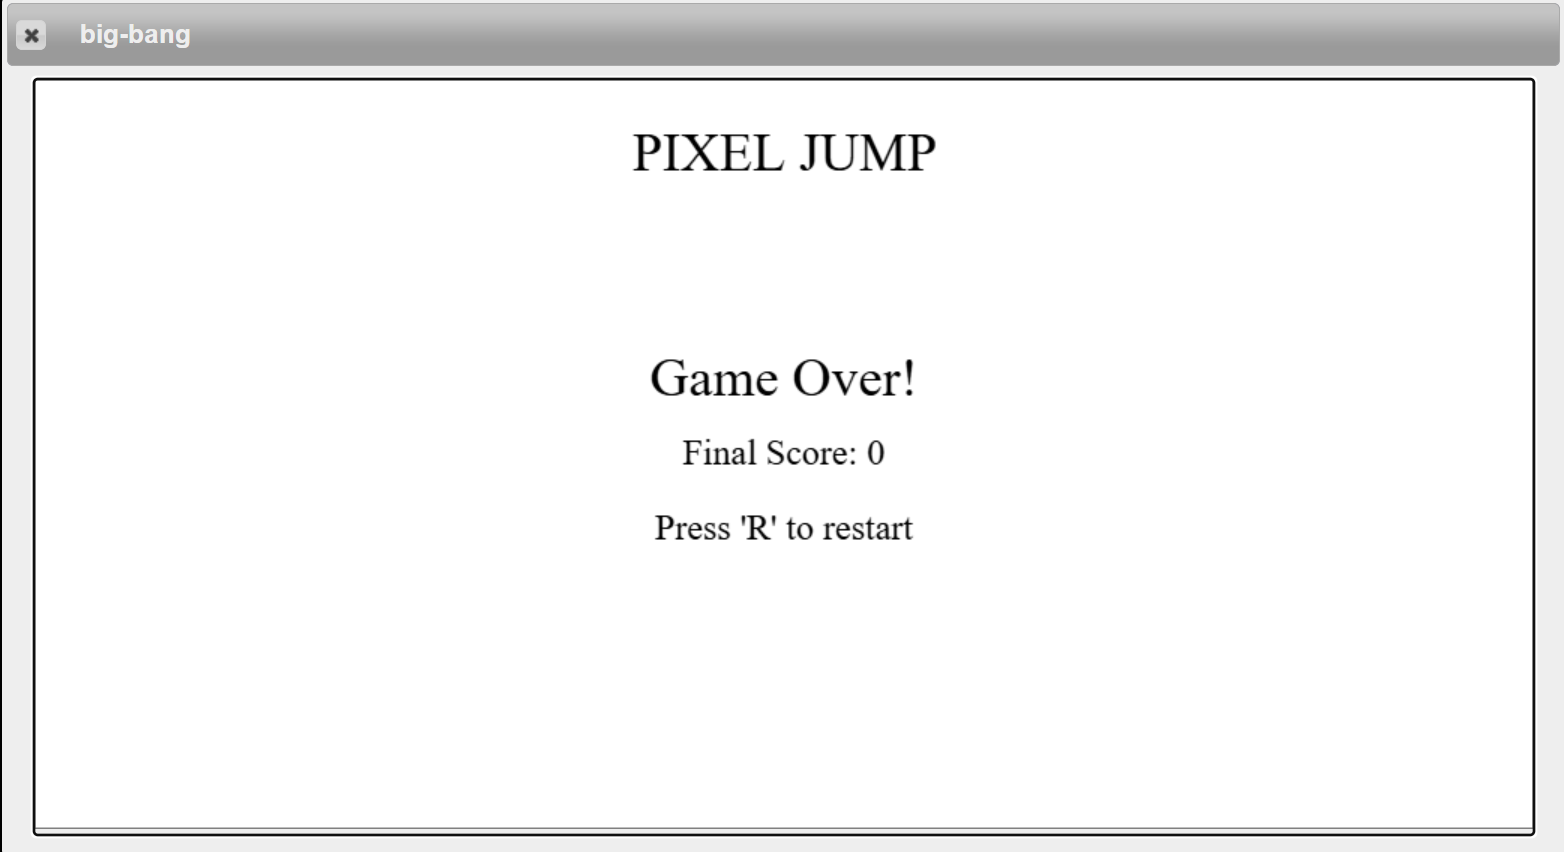 big-bang
PIXEL JUMP
Game Over!
Final Score: 0
Press 'R' to restart